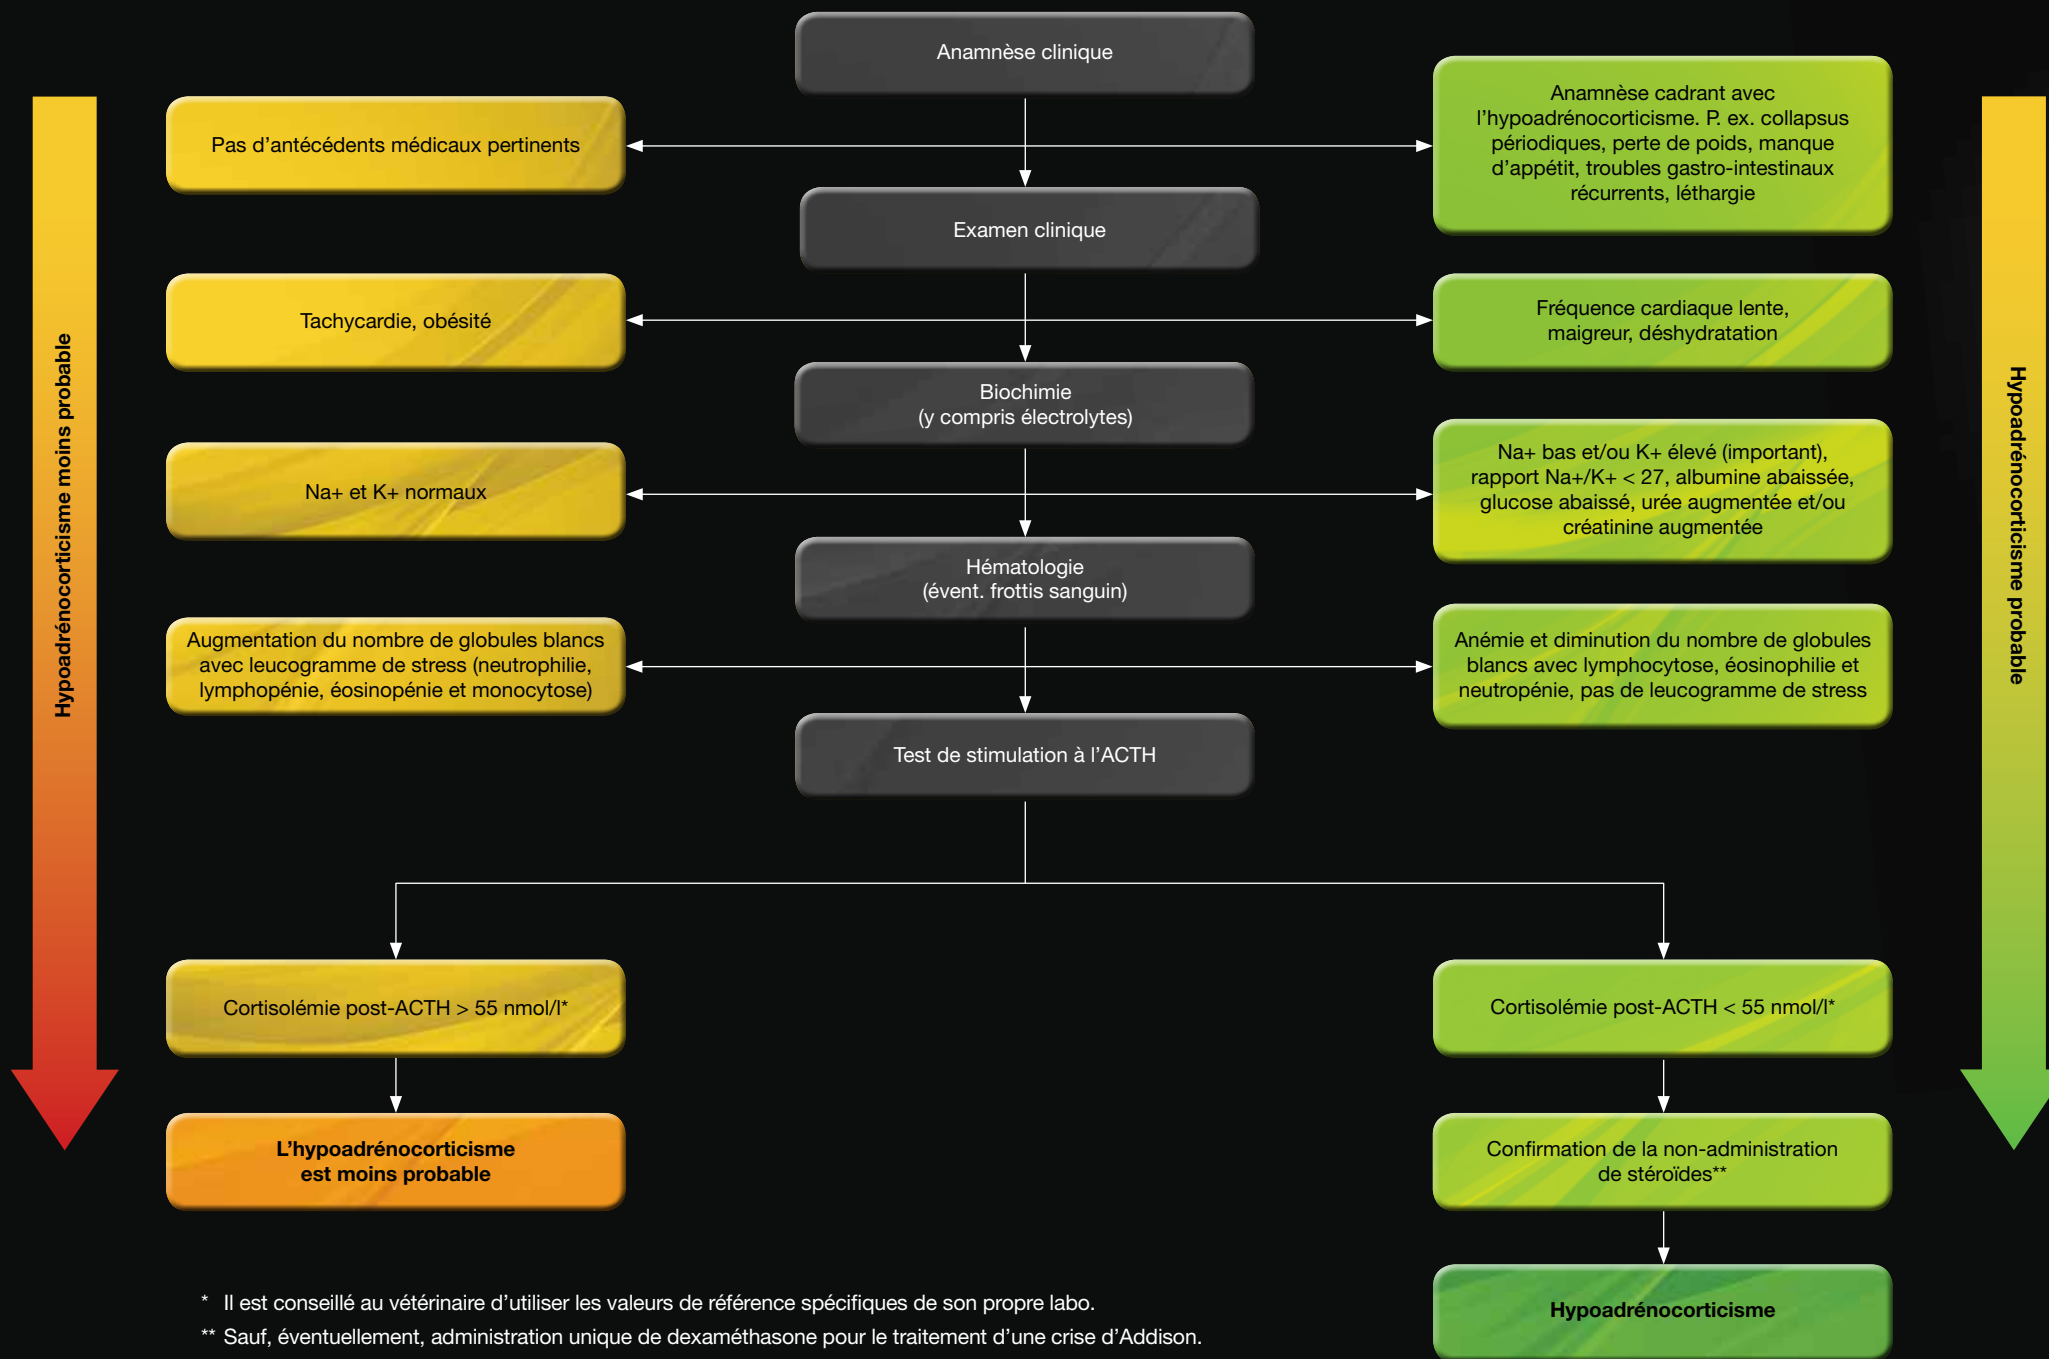 Anamnèse clinique
Pas d'antécédents médicaux pertinents
Anamnèse cadrant avec
l'hypoadrénocorticisme. P. ex. collapsus
périodiques, perte de poids, manque
d'appétit, troubles gastro-intestinaux
récurrents, léthargie
Examen clinique
Tachycardie, obésité
Fréquence cardiaque lente,
maigreur, déshydratation
Biochimie
(y compris électrolytes)
Na+ et K+ normaux
Na+ bas et/ou K+ élevé (important),
rapport Na+/K+ < 27, albumine abaissée,
glucose abaissé, urée augmentée et/ou
créatinine augmentée
Hématologie
(évent. frottis sanguin)
Augmentation du nombre de globules blancs
avec leucogramme de stress (neutrophilie,
lymphopénie, éosinopénie et monocytose)
Anémie et diminution du nombre de globules
blancs avec lymphocytose, éosinophilie et
neutropénie, pas de leucogramme de stress
Test de stimulation à l'ACTH
Cortisolémie post-ACTH > 55 nmol/l*
Cortisolémie post-ACTH < 55 nmol/l*
L'hypoadrénocorticisme
est moins probable
Confirmation de la non-administration
de stéroïdes**
Hypoadrénocorticisme
Hypoadrénocorticisme moins probable
Hypoadrénocorticisme probable
* Il est conseillé au vétérinaire d'utiliser les valeurs de référence spécifiques de son propre labo.
** Sauf, éventuellement, administration unique de dexaméthasone pour le traitement d'une crise d'Addison.